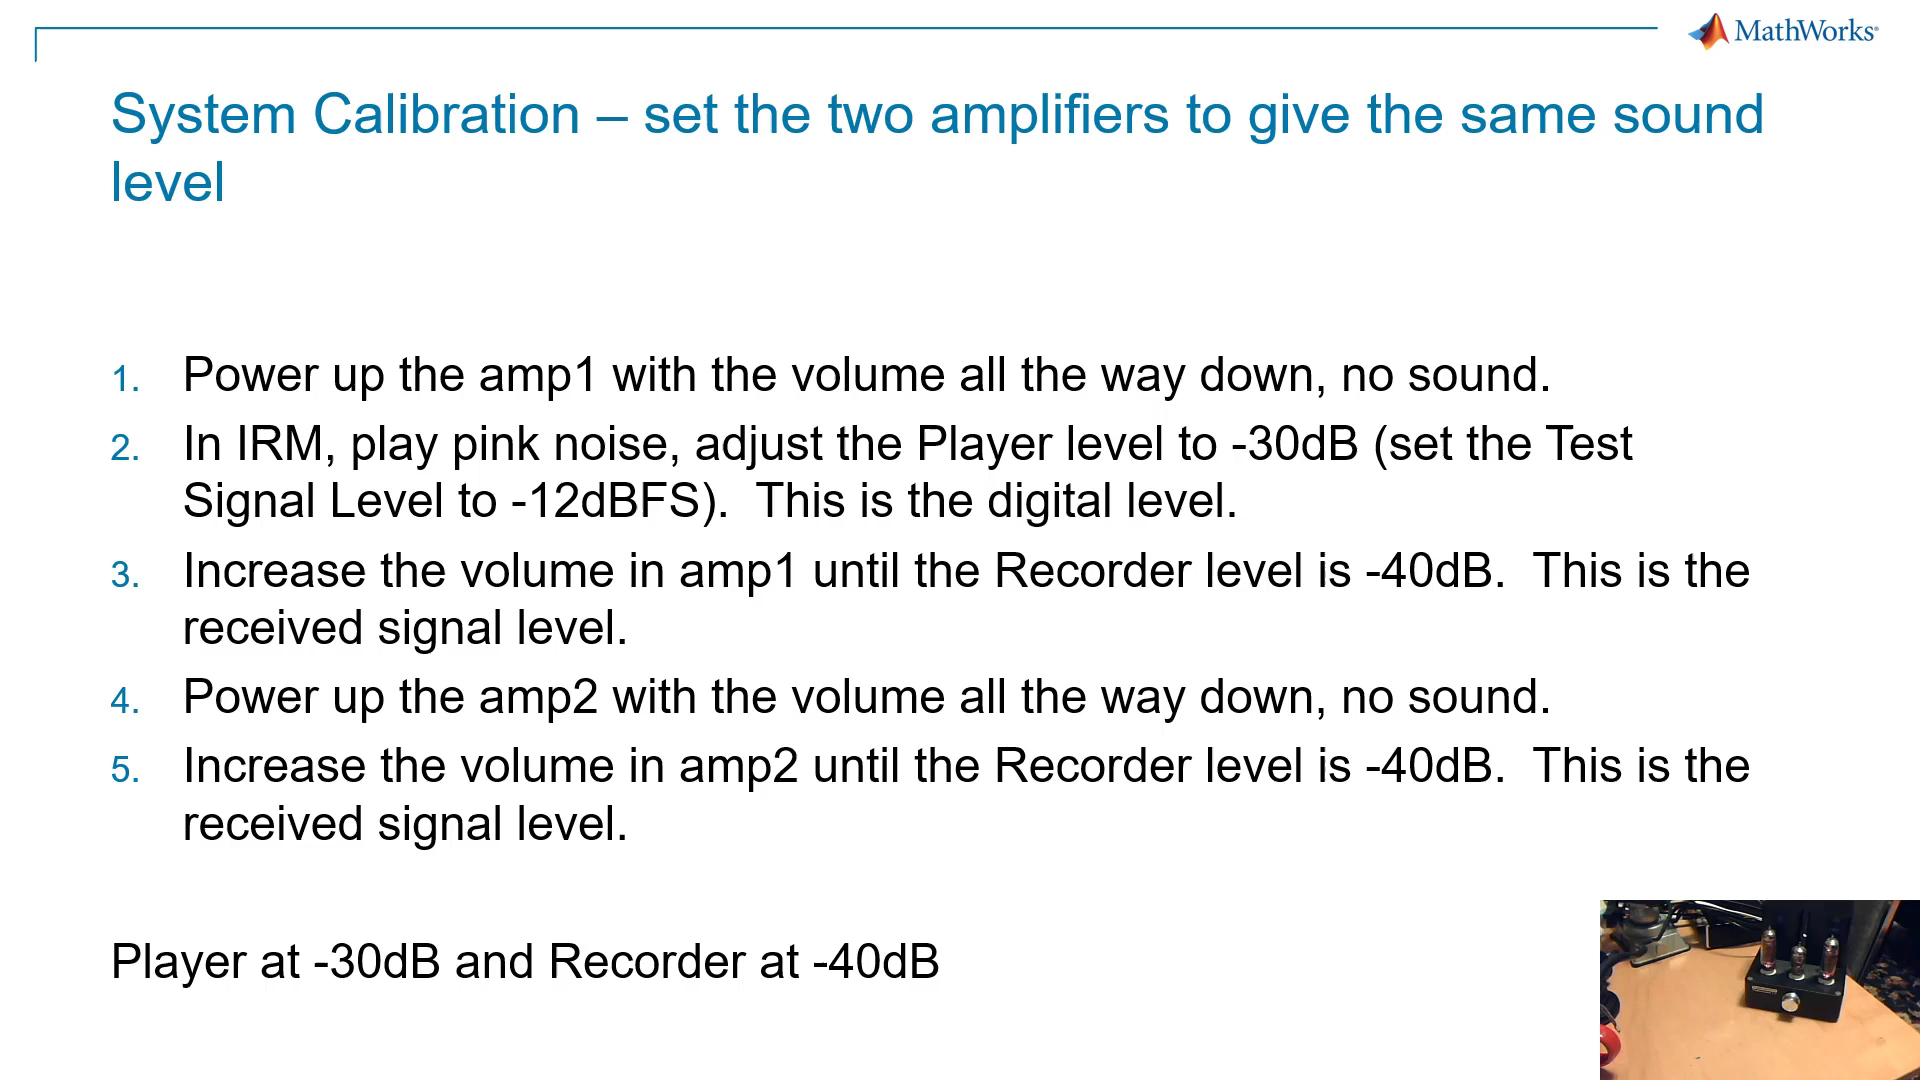 MathWorks
System Calibration – set the two amplifiers to give the same sound
level
1. Power up the amp1 with the volume all the way down, no sound.
2. In IRM, play pink noise, adjust the Player level to -30dB (set the Test
Signal Level to -12dBFS).  This is the digital level.
3. Increase the volume in amp1 until the Recorder level is -40dB.  This is the
received signal level.
4. Power up the amp2 with the volume all the way down, no sound.
5. Increase the volume in amp2 until the Recorder level is -40dB.  This is the
received signal level.
Player at -30dB and Recorder at -40dB